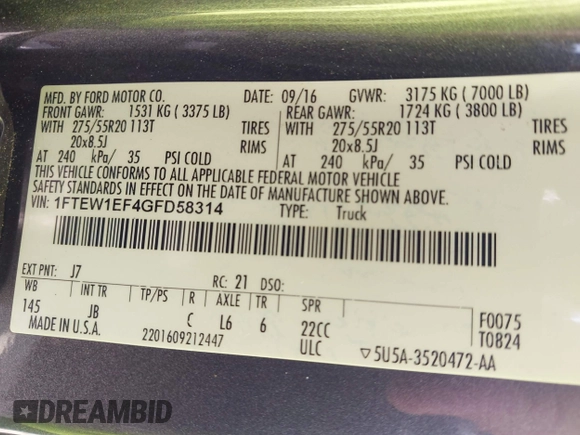 MFD. BY FORD MOTOR CO. DATE: 09/16 GVWR: 3175 KG ( 7000 LB)
FRONT GAWR: 1531 KG ( 3375 LB) REAR GAWR: 1724 KG ( 3800 LB)
WITH 275/55R20 113T TIRES WITH 275/55R20 113T TIRES
20x8.5J RIMS 20x8.5J RIMS
AT 240 kPa/ 35 PSI COLD AT 240 kPa/ 35 PSI COLD
THIS VEHICLE CONFORMS TO ALL APPLICABLE FEDERAL MOTOR VEHICLE
SAFETY STANDARDS IN EFFECT ON THE DATE OF MANUFACTURE SHOWN ABOVE.
VIN: 1FTEW1EF4GFD58314 TYPE: Truck
EXT PNT: J7 RC: 21 DSO:
WB INT TR TP/PS R AXLE TR SPR
145 JB C L6 6 22CC F0075
MADE IN U.S.A. 2201609212447 ULC T0824
▽5U5A-3520472-AA
DREAMBID